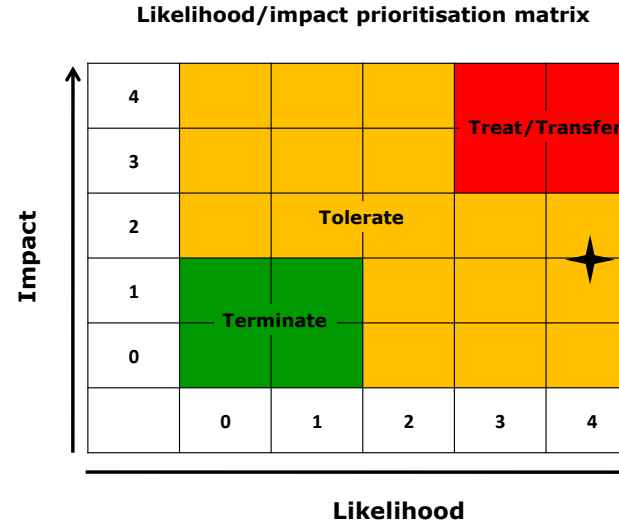 Likelihood/impact prioritisation matrix
4
Treat/Transfer
3
Impact
2
Tolerate
1
Terminate
0
0 1 2 3 4
Likelihood